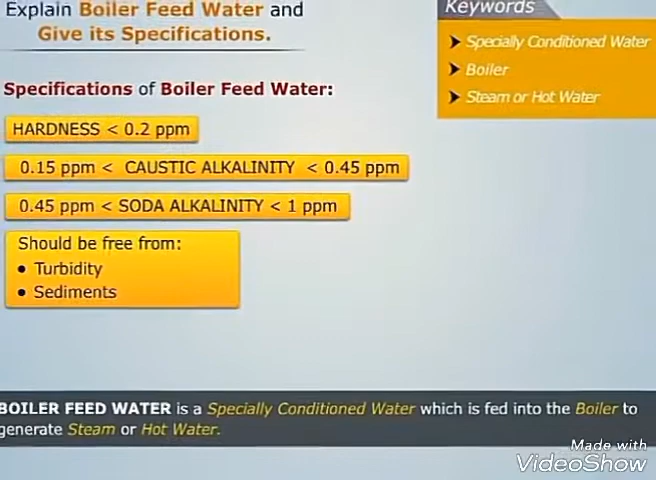 Explain Boiler Feed Water and
Give its Specifications.
Keywords
➤ Specially Conditioned Water
➤ Boiler
➤ Steam or Hot Water
Specifications of Boiler Feed Water:
HARDNESS < 0.2 ppm
0.15 ppm < CAUSTIC ALKALINITY < 0.45 ppm
0.45 ppm < SODA ALKALINITY < 1 ppm
Should be free from:
• Turbidity
• Sediments
BOILER FEED WATER is a Specially Conditioned Water which is fed into the Boiler to
generate Steam or Hot Water.
Made with
VideoShow